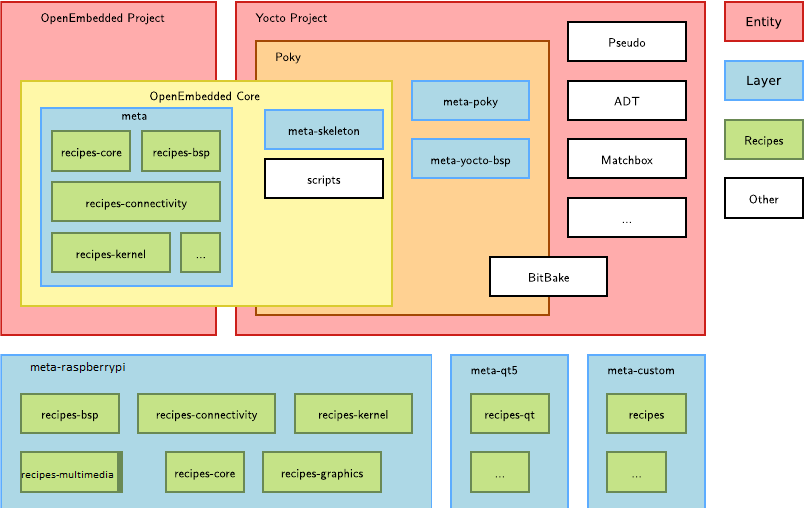 OpenEmbedded Project
Yocto Project
Poky
OpenEmbedded Core
meta
recipes-core
recipes-bsp
recipes-connectivity
recipes-kernel
...
meta-skeleton
scripts
meta-poky
meta-yocto-bsp
Pseudo
ADT
Matchbox
...
BitBake
Entity
Layer
Recipes
Other
meta-raspberrypi
recipes-bsp
recipes-connectivity
recipes-kernel
recipes-multimedia
recipes-core
recipes-graphics
meta-qt5
recipes-qt
...
meta-custom
recipes
...